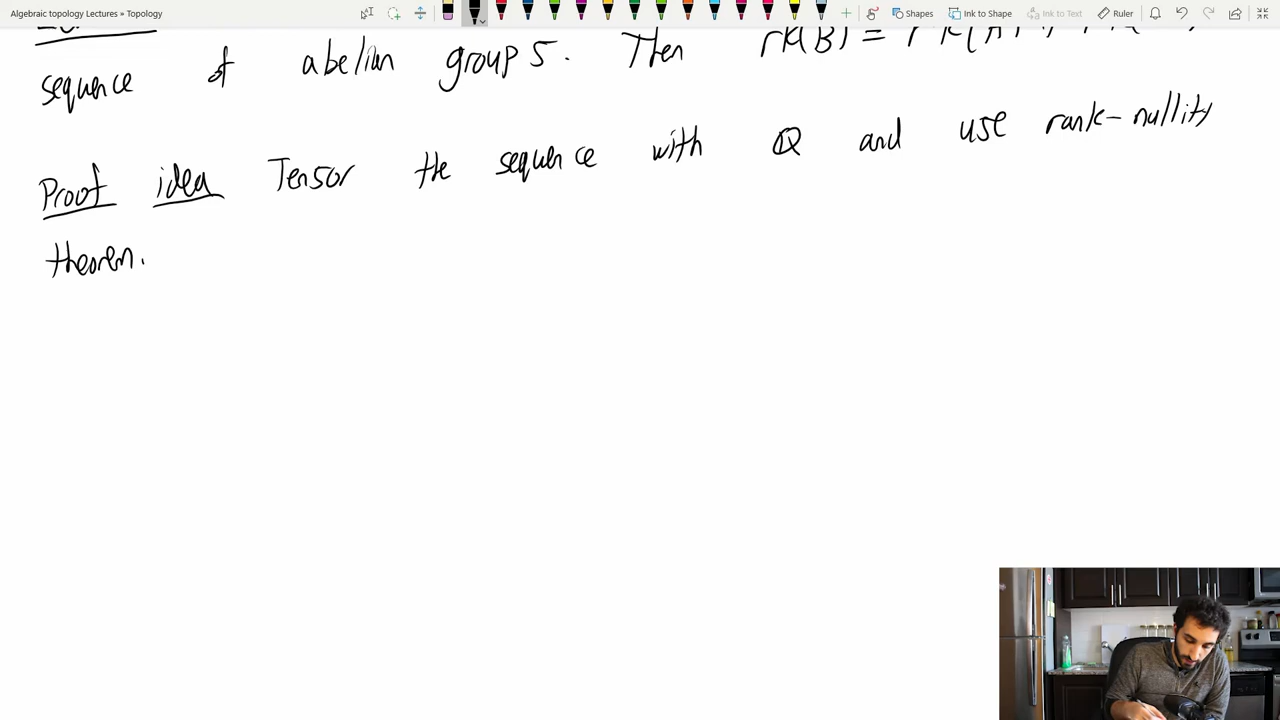 Algebraic topology Lectures » Topology
Shapes Ink to Shape Ink to Text Ruler
sequence of abelian groups. Then rk(B) =
Proof idea Tensor the sequence with Q and use rank-nullity
theorem.